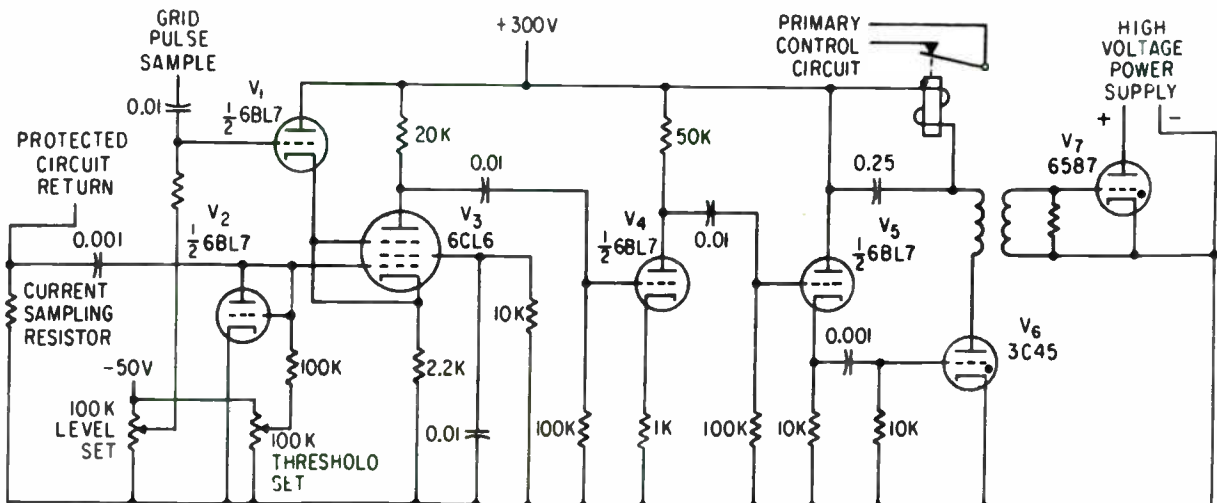 GRID
PULSE
SAMPLE
+300V
PRIMARY
CONTROL
CIRCUIT
HIGH
VOLTAGE
POWER
SUPPLY
+ −
V1
½ 6BL7
0.01
20K
50K
V7
6587
PROTECTED
CIRCUIT
RETURN
0.01
0.25
V2
½ 6BL7
V3
6CL6
V4
½ 6BL7
0.01
V5
½ 6BL7
0.001
CURRENT
SAMPLING
RESISTOR
10K
0.001
V6
3C45
-50V
100K
2.2K
100K
LEVEL
SET
100K
THRESHOLD
SET
0.01
100K
1K
100K
10K
10K